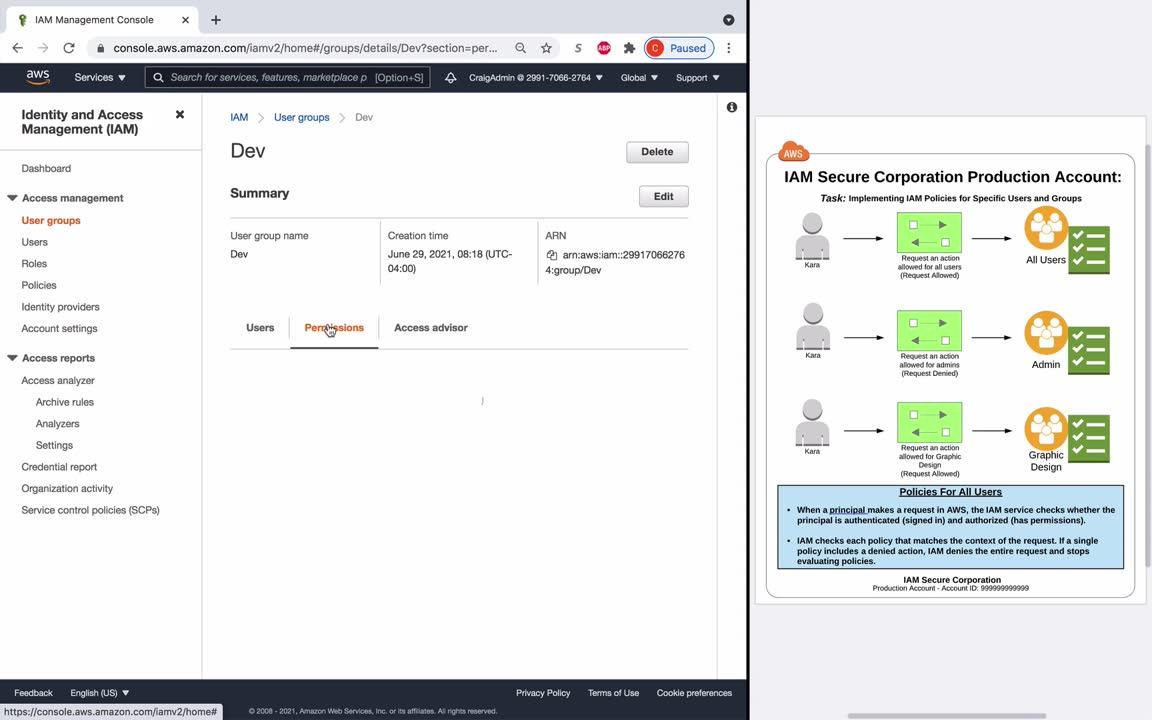 IAM Management Console
console.aws.amazon.com/iamv2/home#/groups/details/Dev?section=per...
S
ABP
C Paused
aws
Services
Search for services, features, marketplace p [Option+S]
CraigAdmin @ 2991-7066-2764
Global
Support
Identity and Access
Management (IAM)
Dashboard
Access management
User groups
Users
Roles
Policies
Identity providers
Account settings
Access reports
Access analyzer
Archive rules
Analyzers
Settings
Credential report
Organization activity
Service control policies (SCPs)
IAM > User groups > Dev
Dev
Delete
Summary
Edit
User group name
Dev
Creation time
June 29, 2021, 08:18 (UTC-
04:00)
ARN
arn:aws:iam::29917066276
4:group/Dev
Users
Permissions
Access advisor
Feedback
English (US)
Privacy Policy
Terms of Use
Cookie preferences
https://console.aws.amazon.com/iamv2/home#
© 2008 - 2021, Amazon Web Services, Inc. or its affiliates. All rights reserved.
AWS
IAM Secure Corporation Production Account:
Task: Implementing IAM Policies for Specific Users and Groups
Kara
Request an action
allowed for all users
(Request Allowed)
All Users
Kara
Request an action
allowed for admins
(Request Denied)
Admin
Kara
Request an action
allowed for Graphic
Design
(Request Allowed)
Graphic
Design
Policies For All Users
• When a principal makes a request in AWS, the IAM service checks whether the
principal is authenticated (signed in) and authorized (has permissions).
• IAM checks each policy that matches the context of the request. If a single
policy includes a denied action, IAM denies the entire request and stops
evaluating policies.
IAM Secure Corporation
Production Account - Account ID: 999999999999